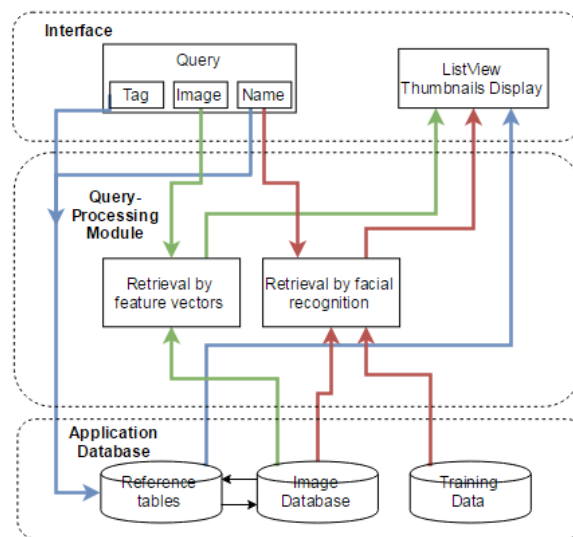 Interface
Query
Tag
Image
Name
ListView
Thumbnails Display
Query-
Processing
Module
Retrieval by
feature vectors
Retrieval by facial
recognition
Application
Database
Reference
tables
Image
Database
Training
Data